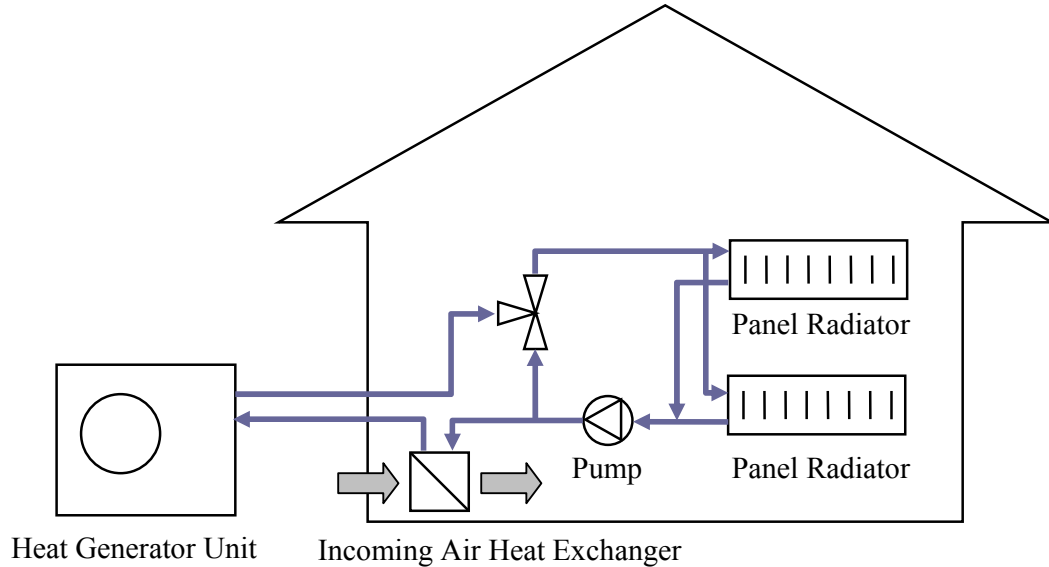 Panel Radiator
Pump
Panel Radiator
Heat Generator Unit
Incoming Air Heat Exchanger